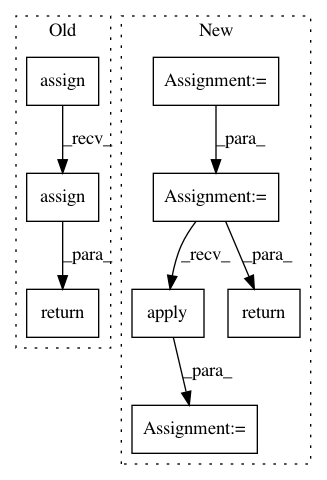 Old
New
assign
Assignment:=
_recv_
_para_
assign
Assignment:=
_para_
_recv_
_para_
return
apply
return
_para_
Assignment:=